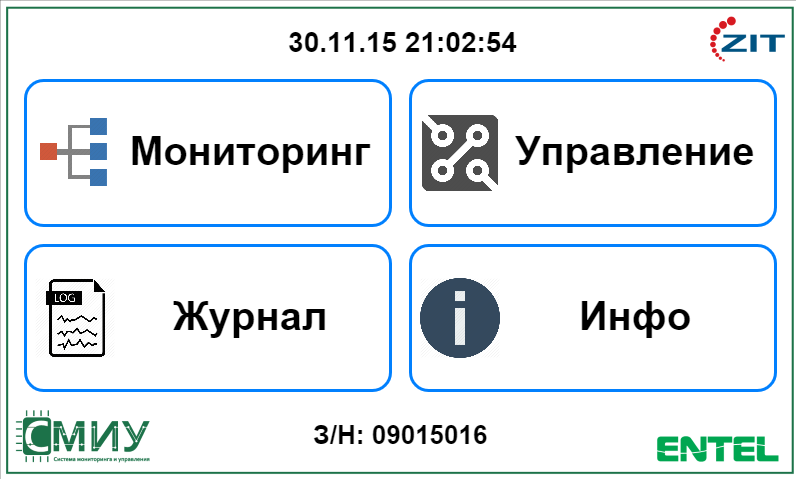 30.11.15 21:02:54
ZIT
Мониторинг
Управление
LOG
Журнал
i
Инфо
СМИУ
Система мониторинга и управления
З/Н: 09015016
ENTEL